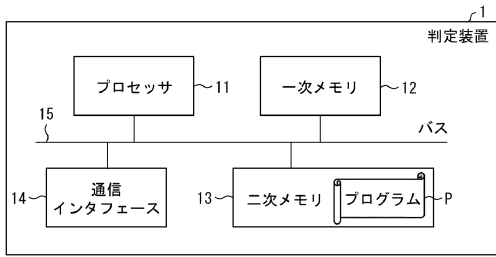 1
判定装置
プロセッサ
11
一次メモリ
12
15
バス
14
通信
インタフェース
13
二次メモリ
プログラム
P